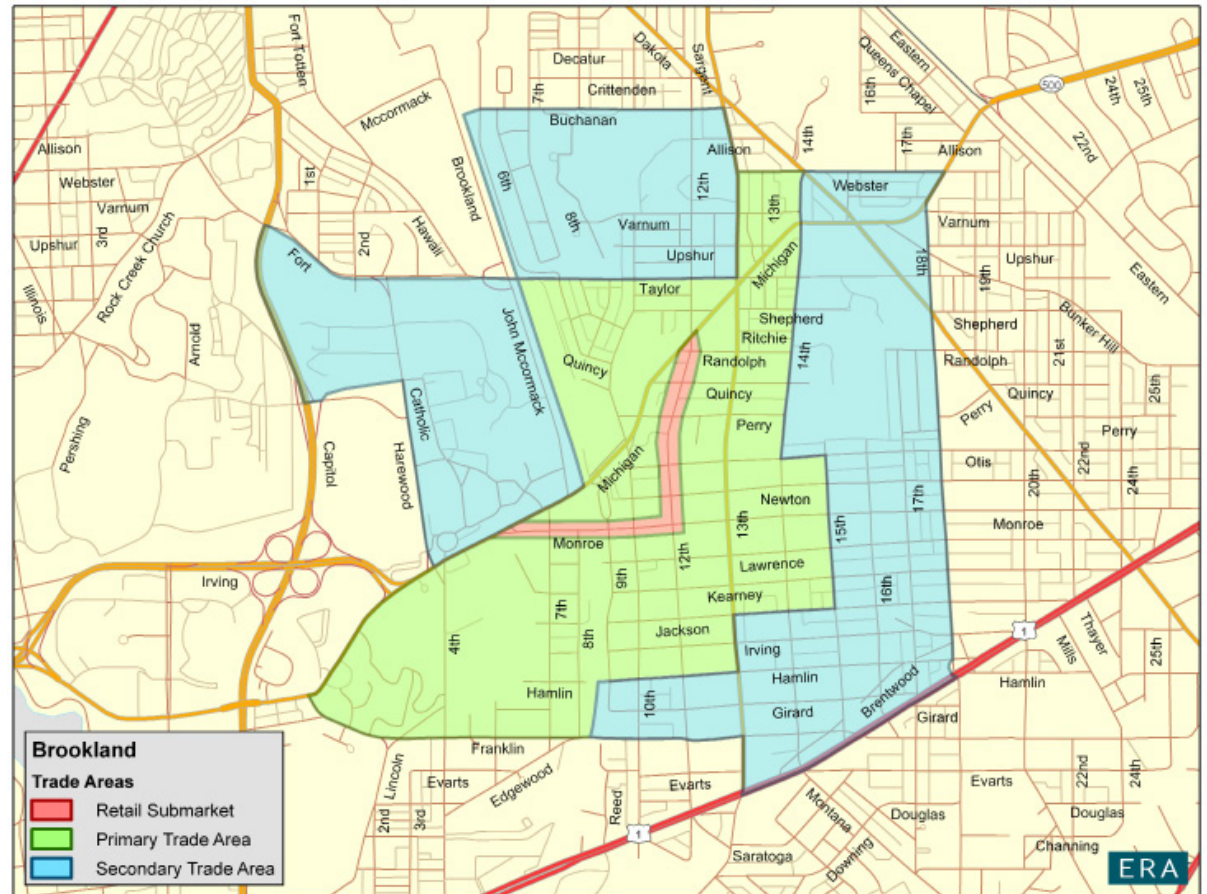 Fort Totten
Dakota
Sargent
Eastern
Queens Chapel
Decatur
7th
Crittenden
16th
500
24th
25th
Mccormack
Buchanan
14th
17th
22nd
Allison
Allison
Allison
Webster
1st
Brookland
6th
12th
13th
Webster
Varnum
3rd
Rock Creek Church
Hawaii
2nd
8th
Varnum
Varnum
Upshur
Fort
Upshur
Michigan
18th
19th
Upshur
Eastern
Illinois
Taylor
Bunker Hill
Arnold
John Mccormack
Shepherd
Shepherd
Ritchie
14th
21st
Quincy
Randolph
Randolph
25th
Catholic
Quincy
Quincy
Pershing
Capitol
Harewood
Perry
Perry
Perry
Michigan
Otis
22nd
20th
24th
Newton
17th
13th
15th
Monroe
Monroe
12th
9th
Lawrence
Irving
Kearney
16th
7th
8th
4th
Jackson
1
Thayer
Mills
25th
Irving
Hamlin
Hamlin
Hamlin
10th
Girard
Brentwood
Girard
Franklin
Lincoln
Evarts
Edgewood
Reed
Evarts
Evarts
22nd
24th
2nd
3rd
1
Montana
Douglas
Douglas
Saratoga
Downing
Channing
Brookland
Trade Areas
Retail Submarket
Primary Trade Area
Secondary Trade Area
ERA